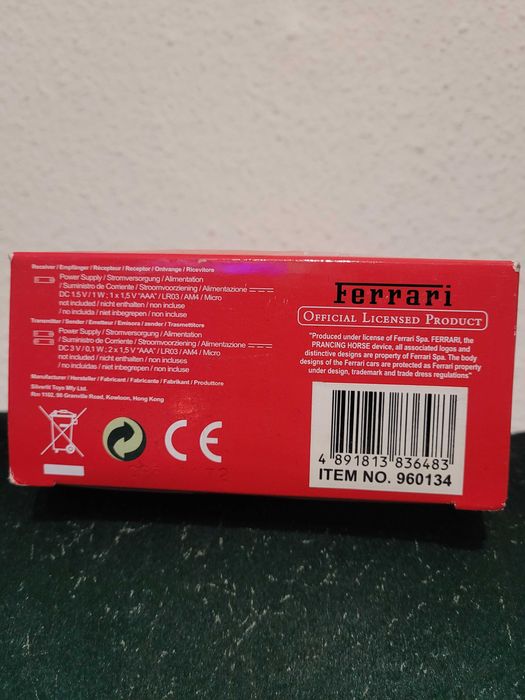 Receiver / Empfänger / Récepteur / Receptor / Ontvange / Ricevitore
Power Supply / Stromversorgung / Alimentation
/ Suministro de Corriente / Stroomvoorziening / Alimentazione
DC 1.5 V / 1 W ; 1 x 1,5 V "AAA" / LR03 / AM4 / Micro
not included / nicht enthalten / non incluse
/ no incluida / niet inbegrepen / non incluse
Transmitter / Sender / Emetteur / Emisora / zender / Trasmettitore
Power Supply / Stromversorgung / Alimentation
/ Suministro de Corriente / Stroomvoorziening / Alimentazione
DC 3 V / 0,1 W ; 2 x 1,5 V "AAA" / LR03 / AM4 / Micro
not included / nicht enthalten / non incluse
/ no incluidas / niet inbegrepen / non incluse
Manufacturer / Hersteller / Fabricant / Fabricante / Fabrikant / Produttore
Silverlit Toys Mfy Ltd.
Rm 1102, 98 Granville Road, Kowloon, Hong Kong
CE
Ferrari
OFFICIAL LICENSED PRODUCT
"Produced under license of Ferrari Spa. FERRARI, the
PRANCING HORSE device, all associated logos and
distinctive designs are property of Ferrari Spa. The body
designs of the Ferrari cars are protected as Ferrari property
under design, trademark and trade dress regulations"
4 891813 836483
ITEM NO. 960134